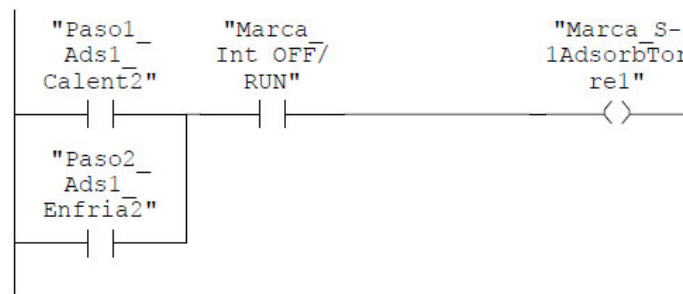 "Paso1_
Ads1_
Calent2"
"Marca_
Int OFF/
RUN"
"Marca_S-
1AdsorbTor
re1"
"Paso2_
Ads1_
Enfria2"